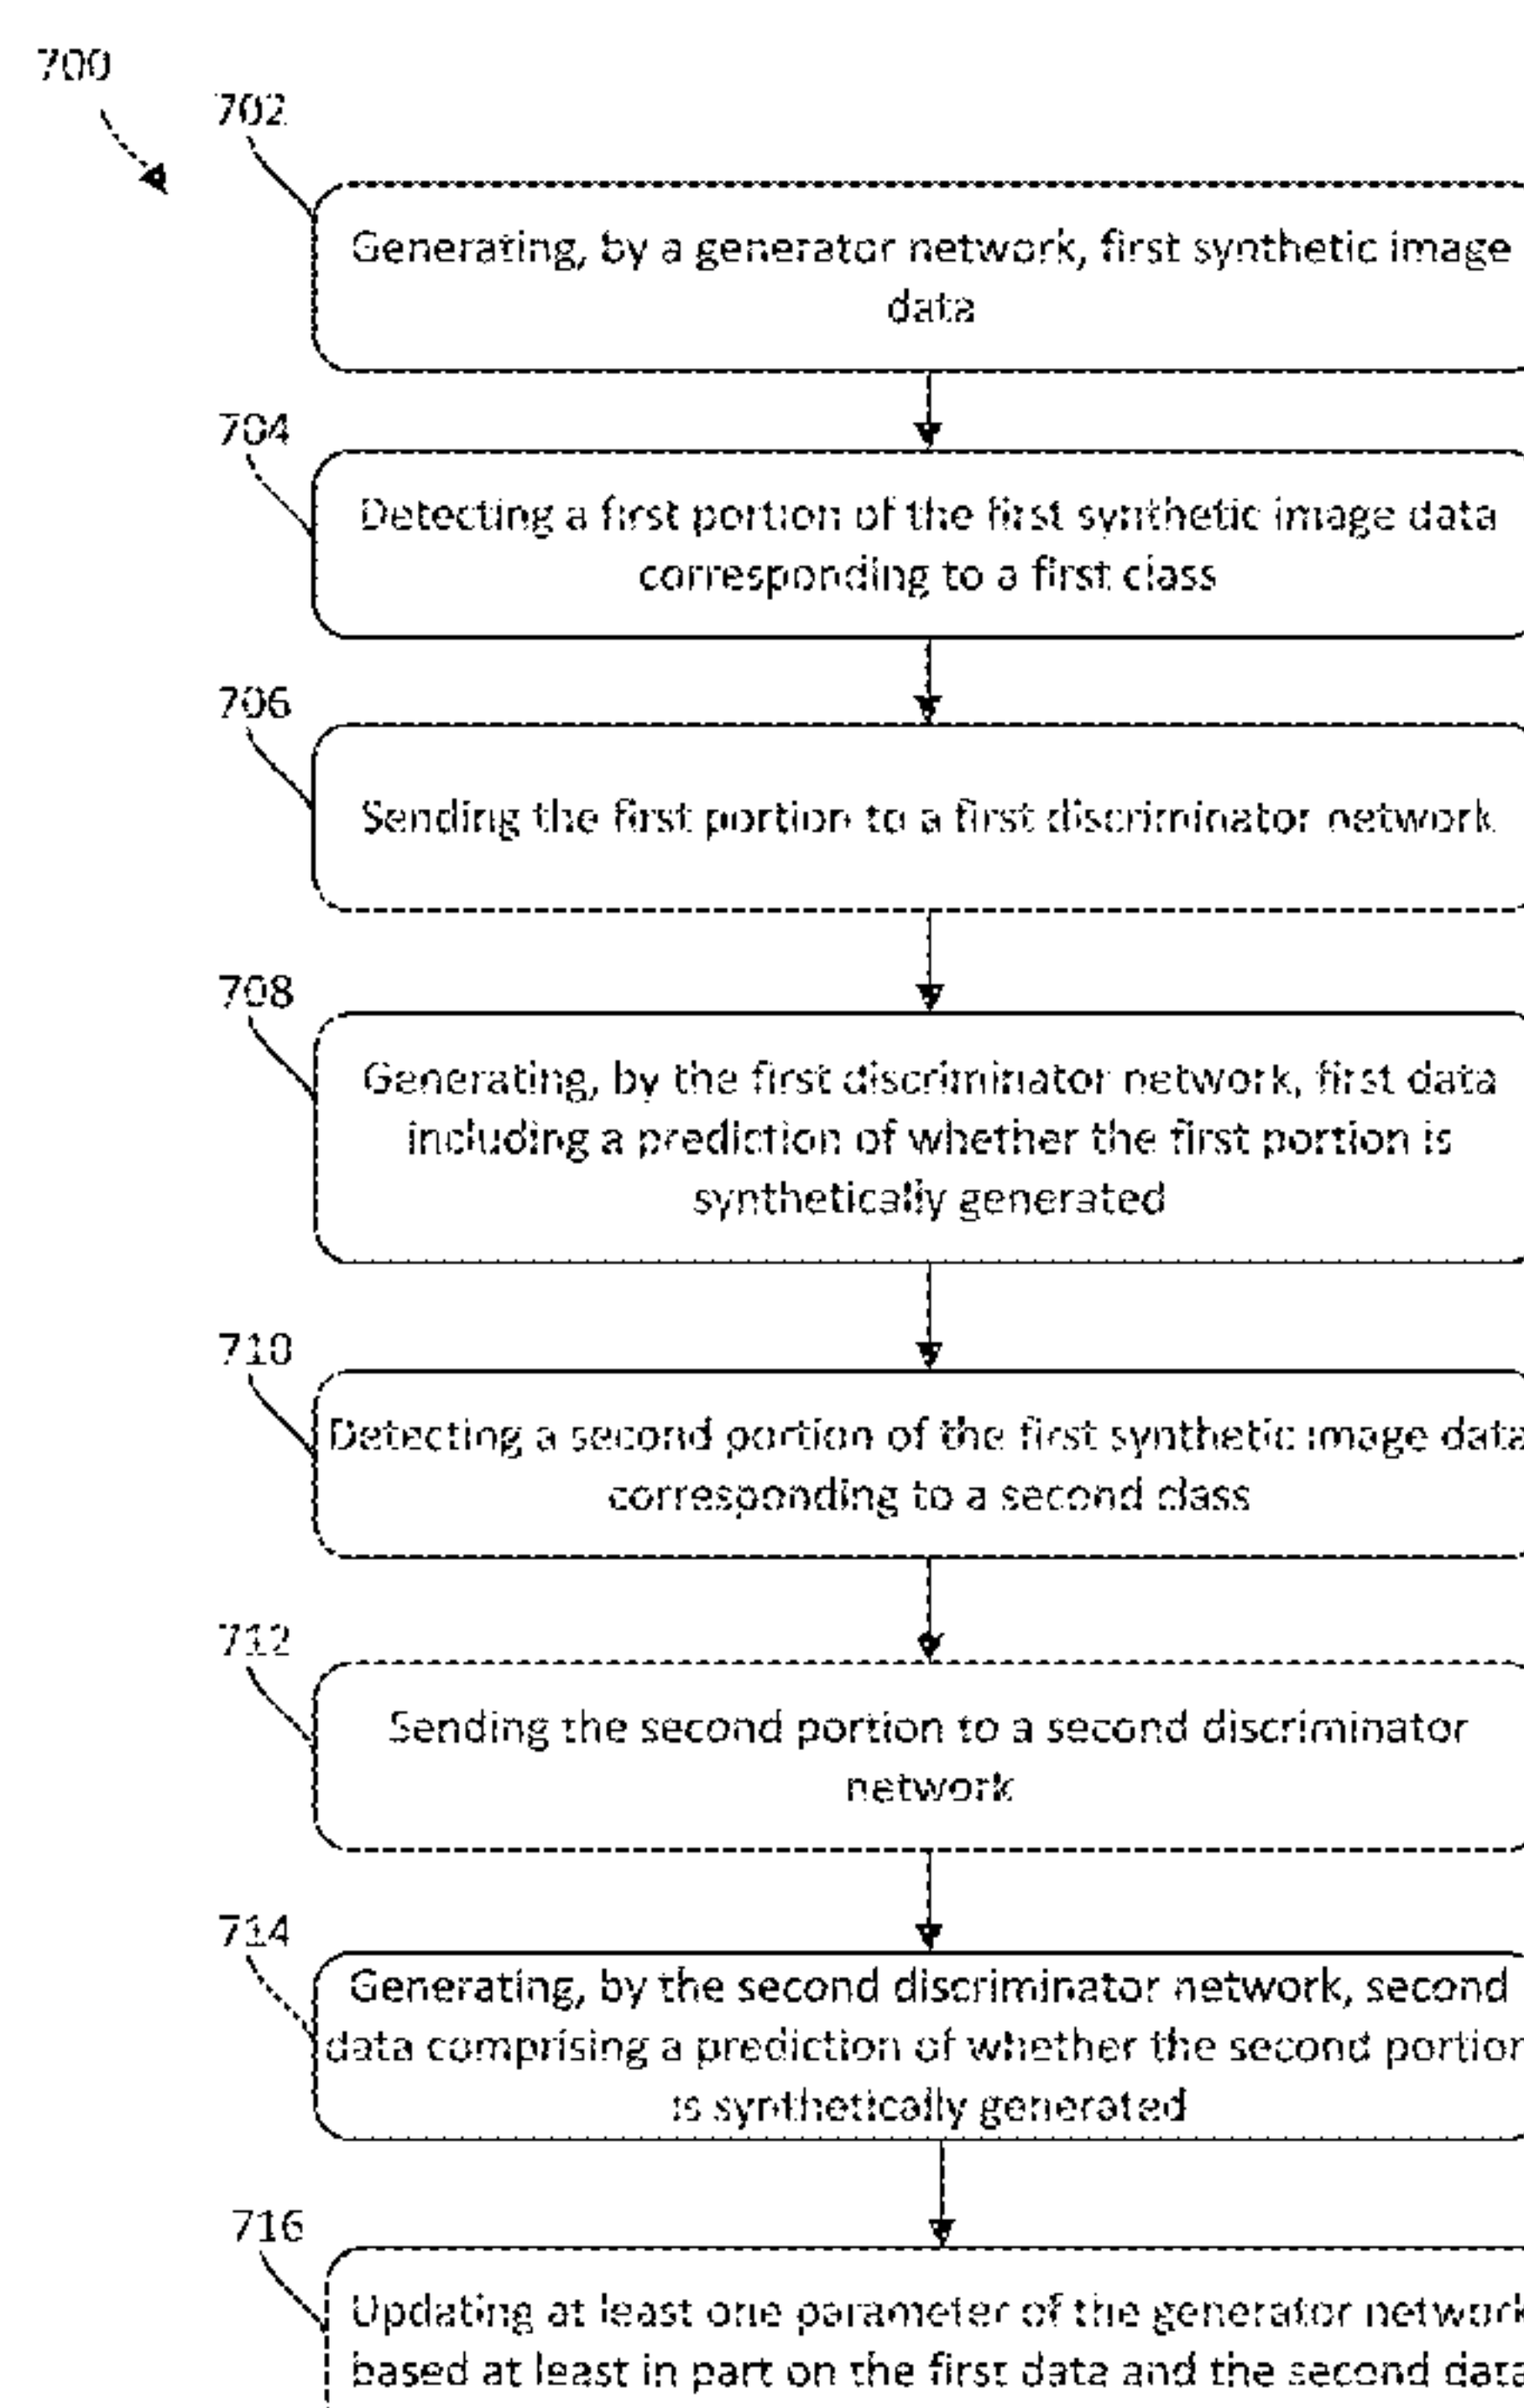 700
702
Generating, by a generator network, first synthetic image
data
704
Detecting a first portion of the first synthetic image data
corresponding to a first class
706
Sending the first portion to a first discriminator network
708
Generating, by the first discriminator network, first data
including a prediction of whether the first portion is
synthetically generated
710
Detecting a second portion of the first synthetic image data
corresponding to a second class
712
Sending the second portion to a second discriminator
network
714
Generating, by the second discriminator network, second
data comprising a prediction of whether the second portion
is synthetically generated
716
Updating at least one parameter of the generator network
based at least in part on the first data and the second data